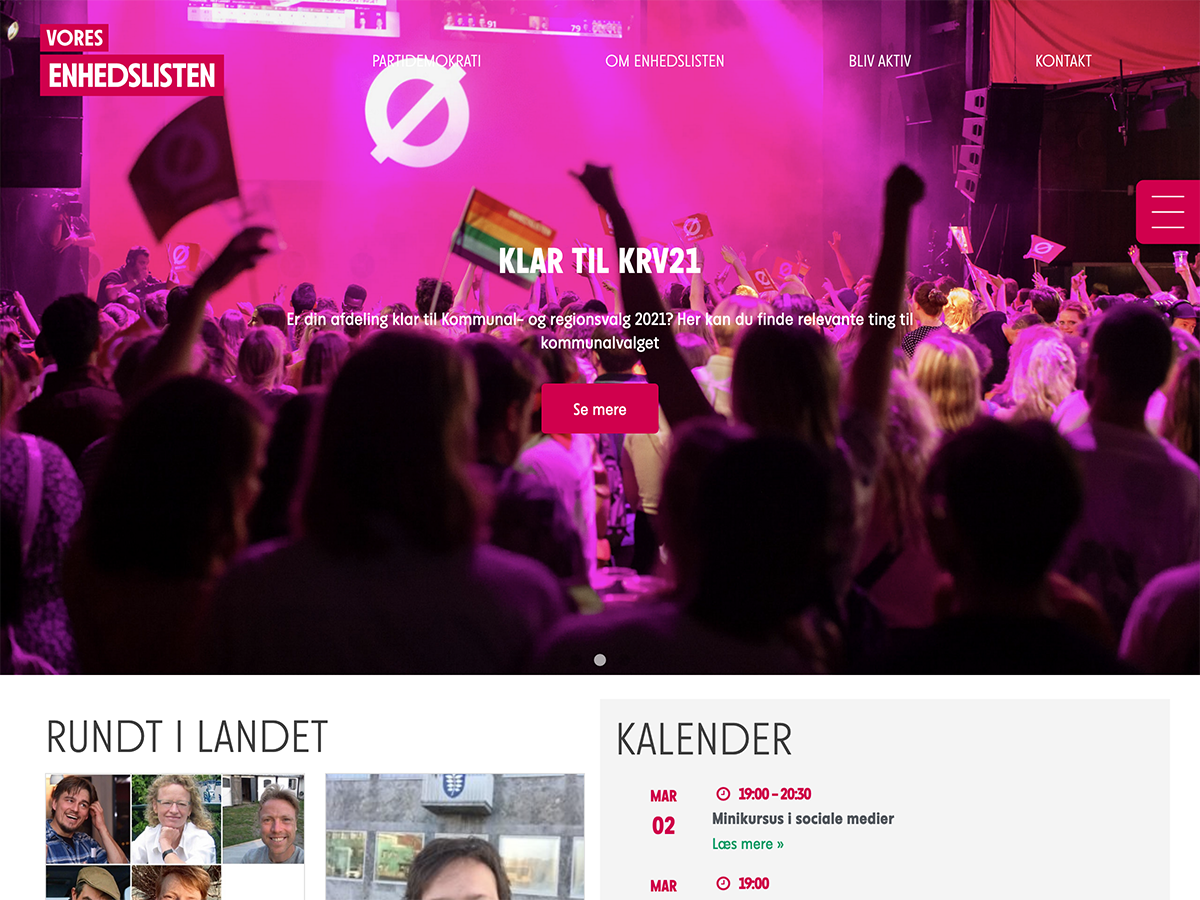 VORES
ENHEDSLISTEN
PARTIDEMOKRATI
OM ENHEDSLISTEN
BLIV AKTIV
KONTAKT
91
79
Ø
KLAR TIL KRV21
Er din afdeling klar til Kommunal- og regionsvalg 2021? Her kan du finde relevante ting til
kommunalvalget
Se mere
RUNDT I LANDET
KALENDER
MAR
02
19:00 – 20:30
Minikursus i sociale medier
Læs mere »
MAR
19:00